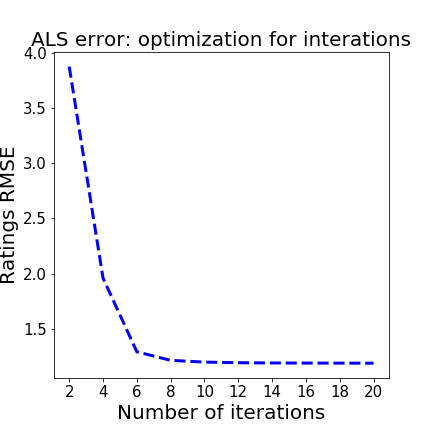 ALS error: optimization for interations
4.0
3.5
3.0
2.5
2.0
1.5
Ratings RMSE
2 4 6 8 10 12 14 16 18 20
Number of iterations